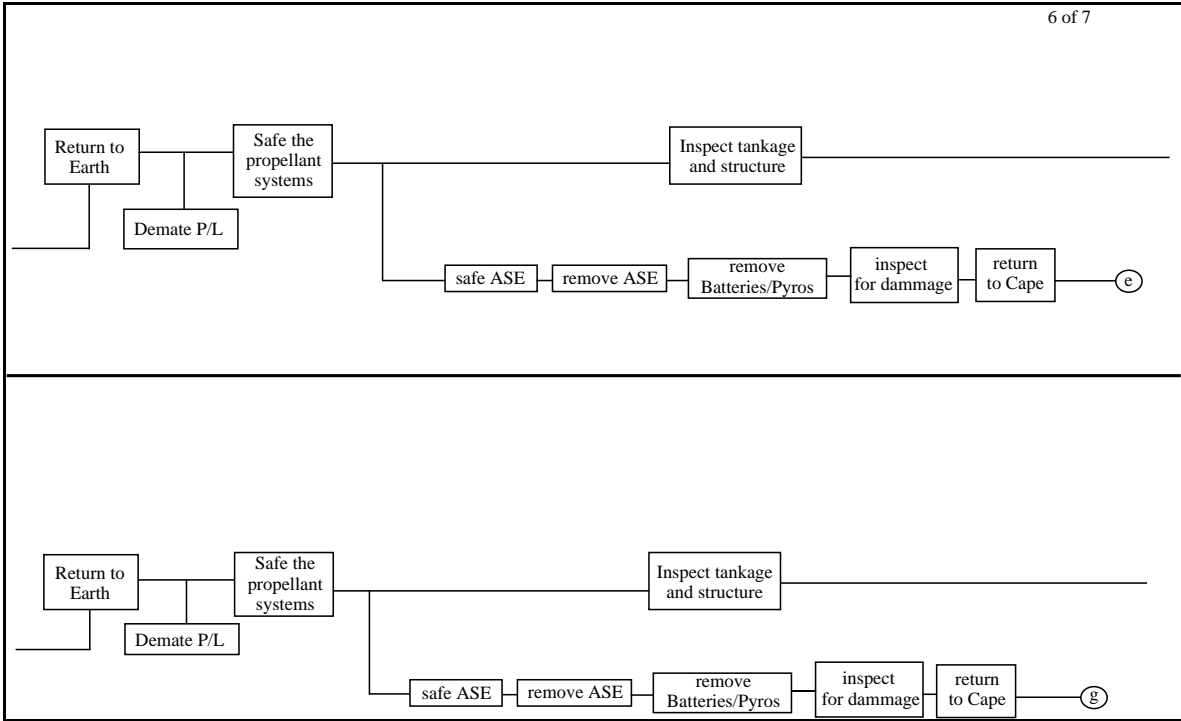 6 of 7
Return to
Earth
Safe the
propellant
systems
Inspect tankage
and structure
Demate P/L
safe ASE
remove ASE
remove
Batteries/Pyros
inspect
for dammage
return
to Cape
e
Return to
Earth
Safe the
propellant
systems
Inspect tankage
and structure
Demate P/L
safe ASE
remove ASE
remove
Batteries/Pyros
inspect
for dammage
return
to Cape
g